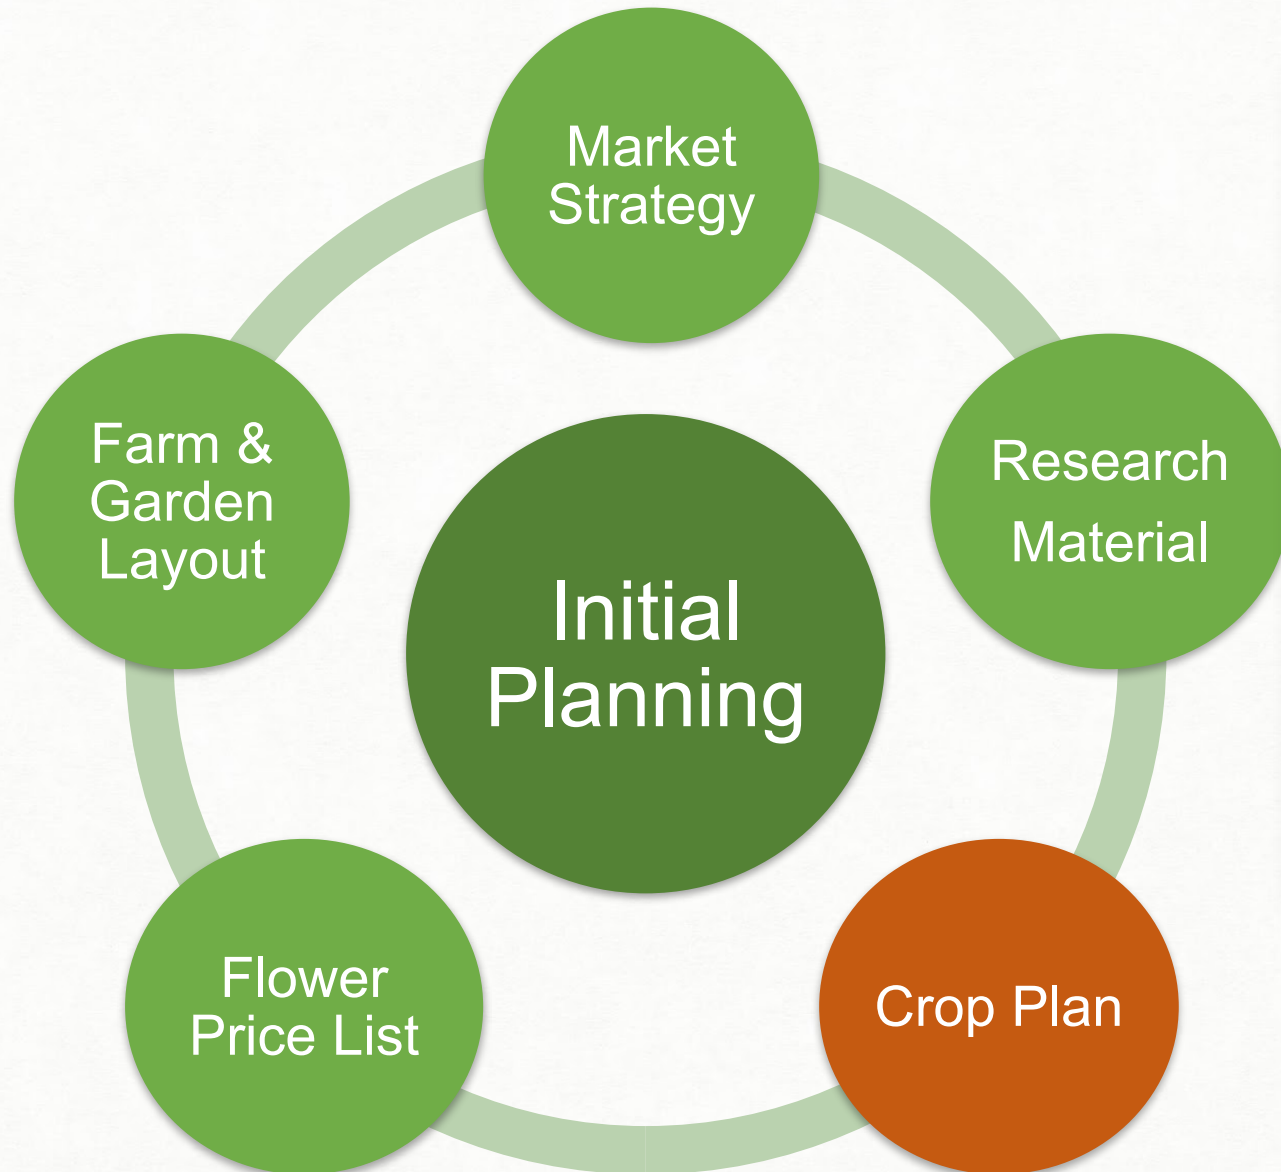 Market
Strategy
Research
Material
Crop Plan
Flower
Price List
Farm &
Garden
Layout
Initial
Planning